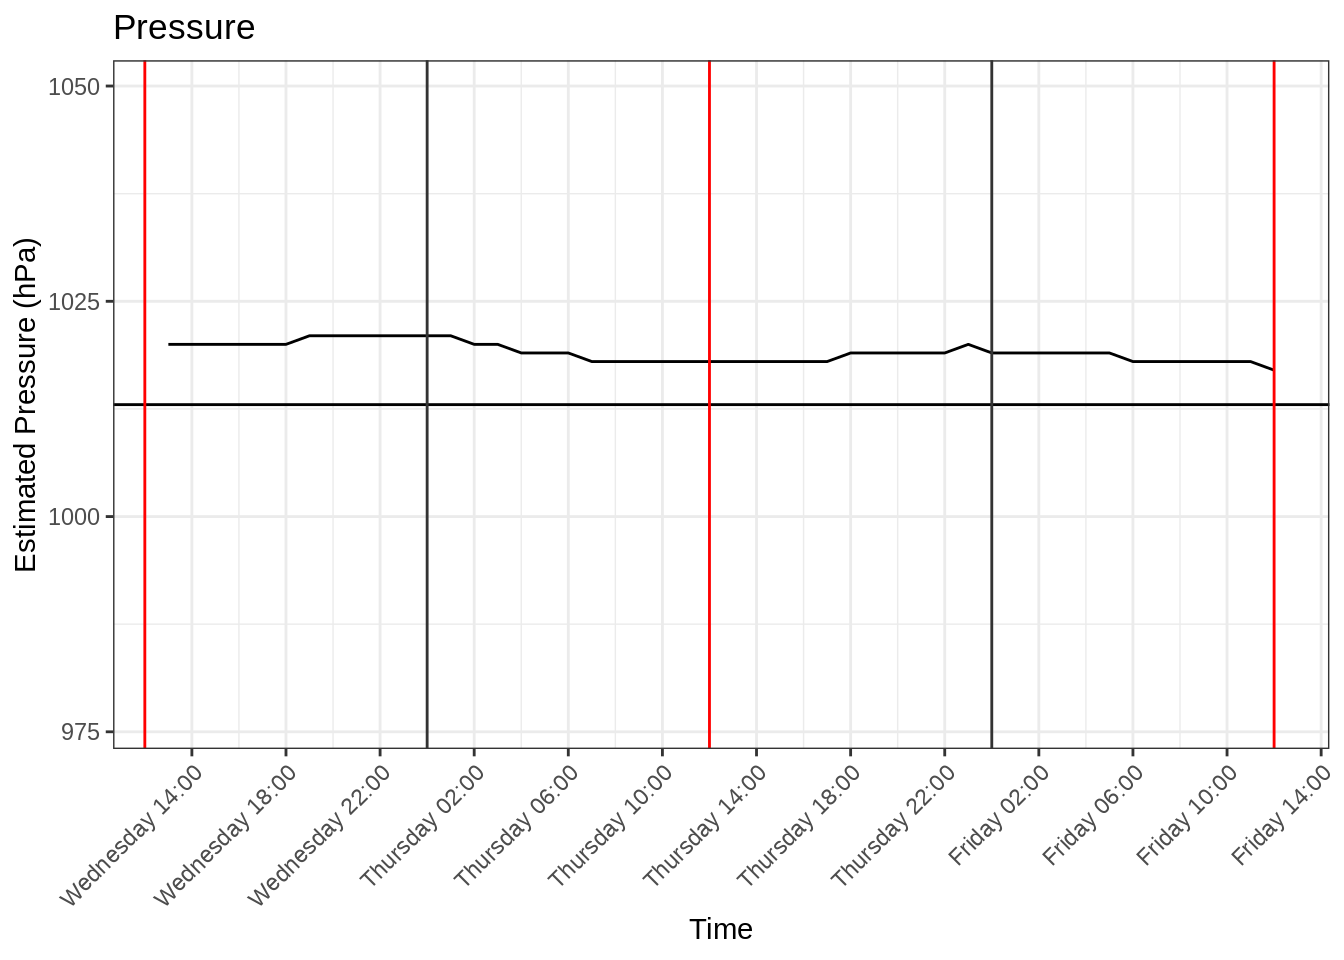 Pressure
Estimated Pressure (hPa)
1050
1025
1000
975
Wednesday 14:00
Wednesday 18:00
Wednesday 22:00
Thursday 02:00
Thursday 06:00
Thursday 10:00
Thursday 14:00
Thursday 18:00
Thursday 22:00
Friday 02:00
Friday 06:00
Friday 10:00
Friday 14:00
Time